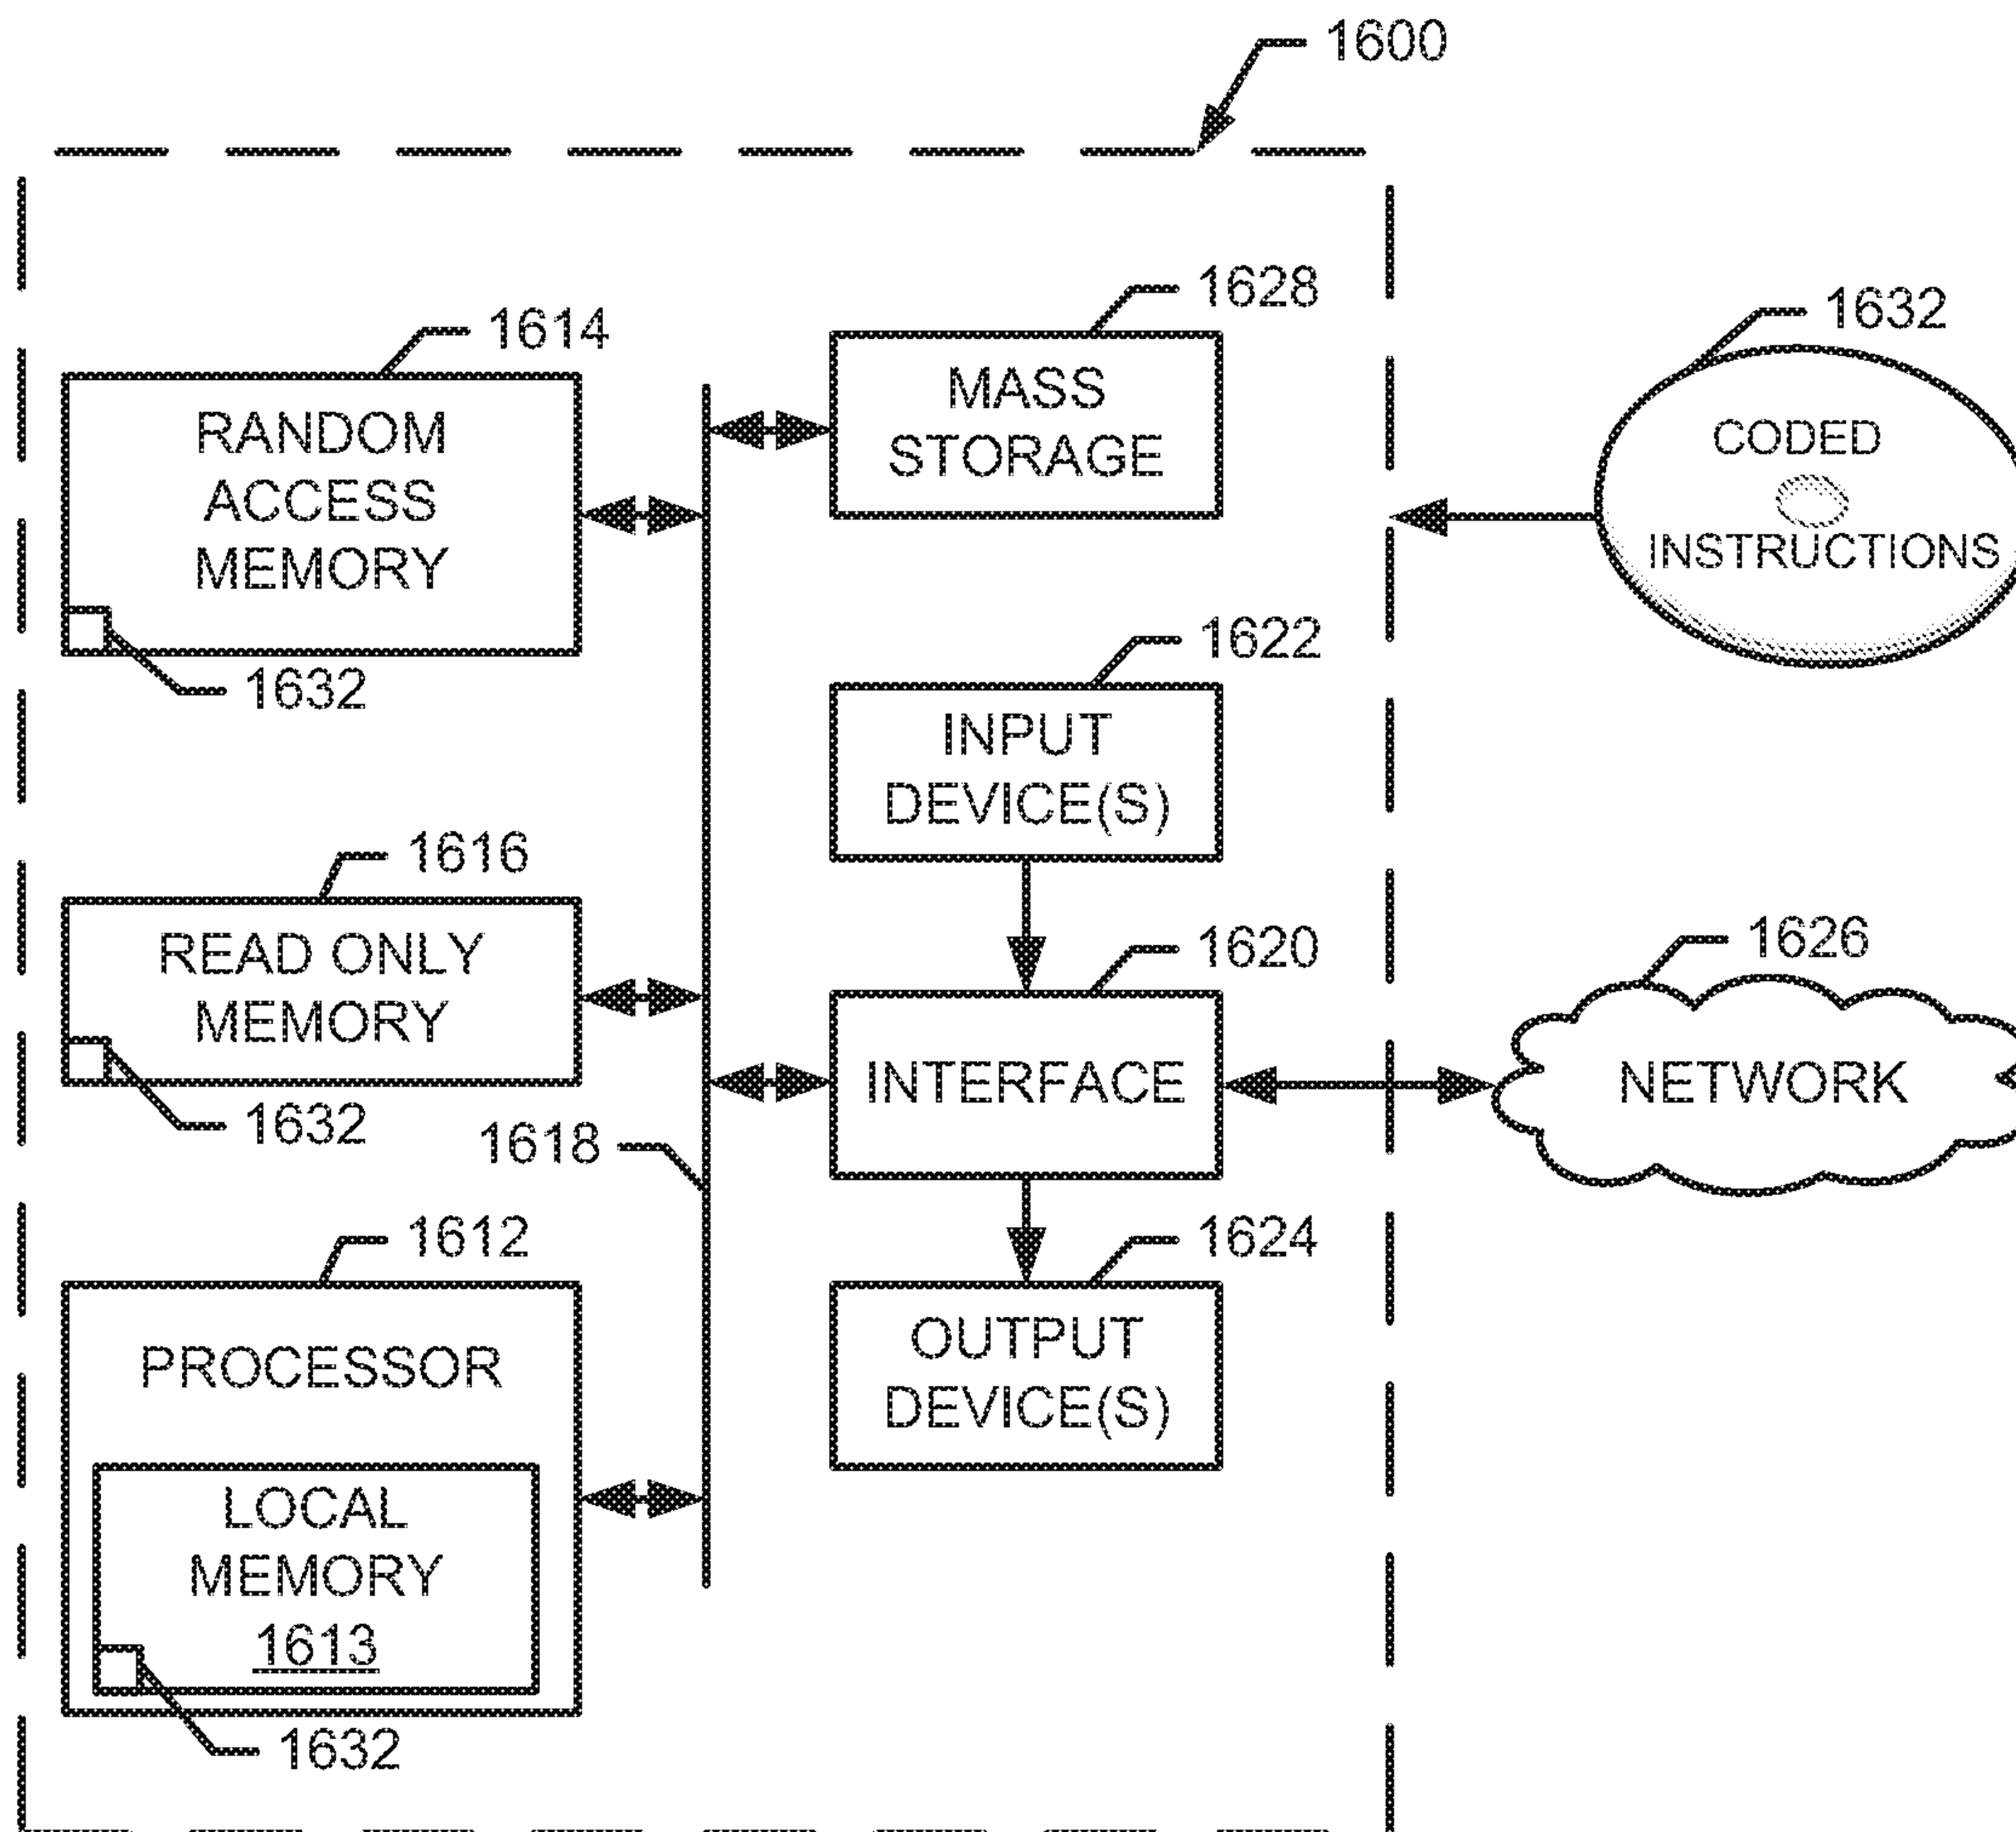 1600
1628
1614
1632
MASS
STORAGE
RANDOM
ACCESS
MEMORY
CODED
INSTRUCTIONS
1632
1622
INPUT
DEVICE(S)
1616
READ ONLY
MEMORY
1632
1620
INTERFACE
1626
NETWORK
1618
1612
1624
PROCESSOR
OUTPUT
DEVICE(S)
LOCAL
MEMORY
1613
1632